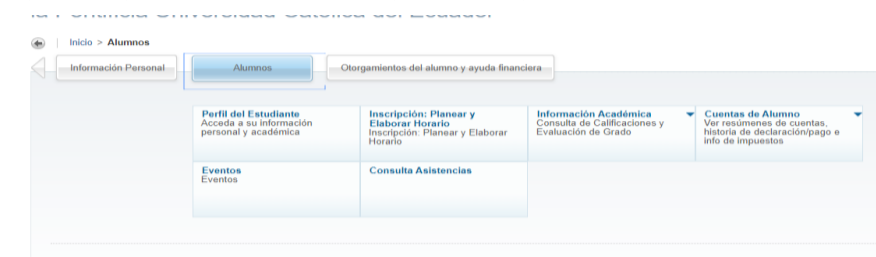 Inicio > Alumnos
Información Personal
Alumnos
Otorgamientos del alumno y ayuda financiera
Perfil del Estudiante
Acceda a su información
personal y académica
Inscripción: Planear y
Elaborar Horario
Inscripción: Planear y Elaborar
Horario
Información Académica
Consulta de Calificaciones y
Evaluación de Grado
Cuentas de Alumno
Ver resúmenes de cuentas,
historia de declaración/pago e
info de impuestos
Eventos
Eventos
Consulta Asistencias